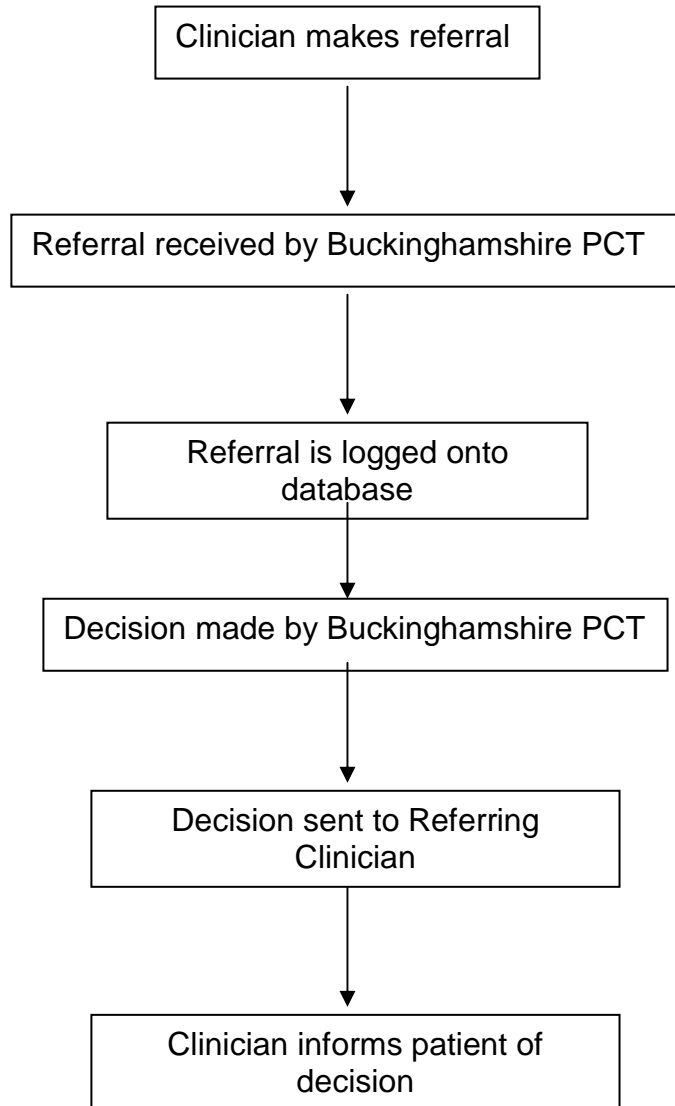 Clinician makes referral
Referral received by Buckinghamshire PCT
Referral is logged onto
database
Decision made by Buckinghamshire PCT
Decision sent to Referring
Clinician
Clinician informs patient of
decision